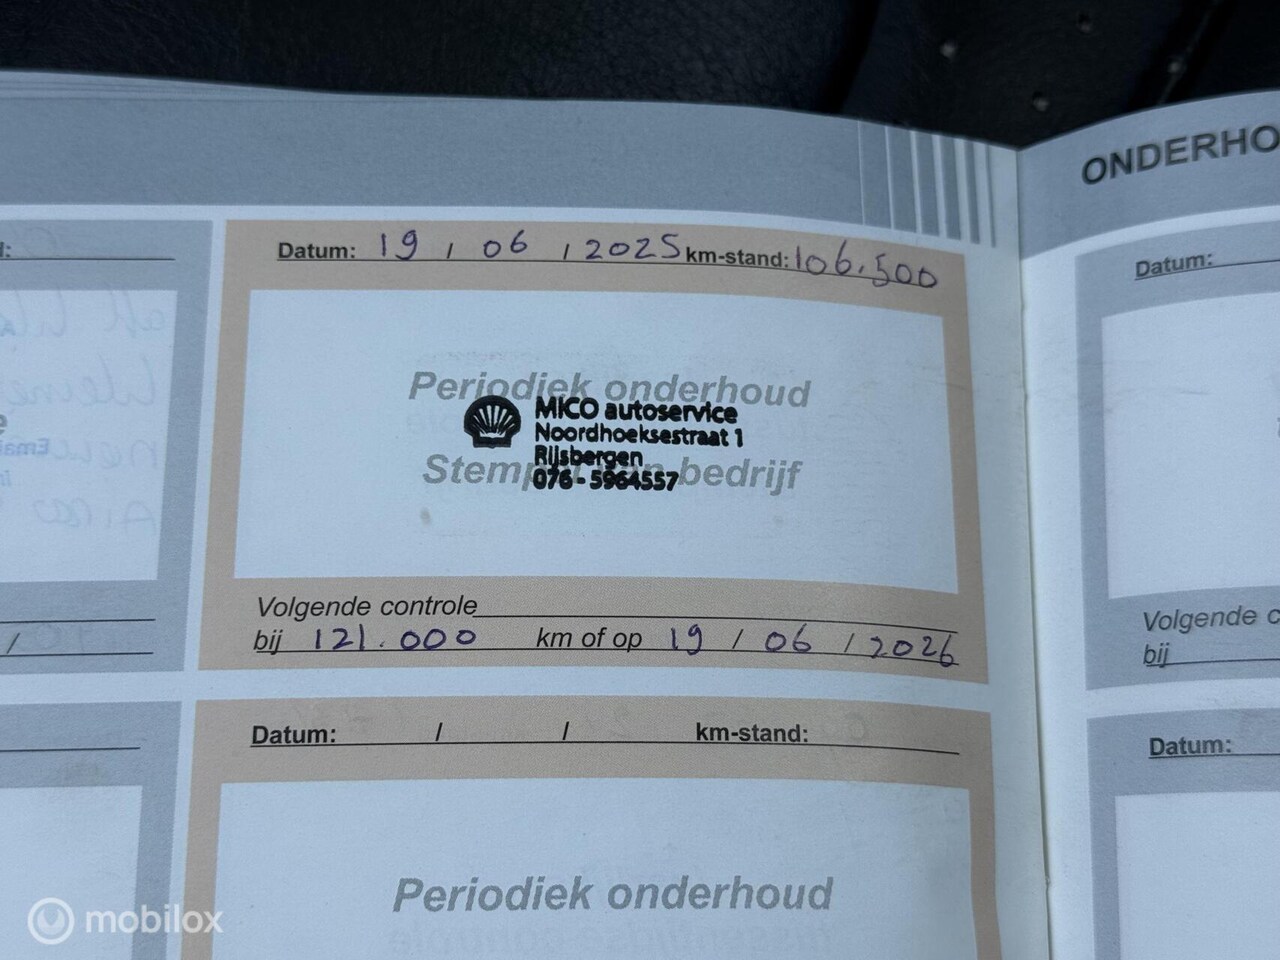 ONDERHO
Datum: 19 / 06 / 2025 km-stand: 106.500
Periodiek onderhoud
MICO autoservice
Noordhoeksestraat 1
Rijsbergen
Stempel van bedrijf
076-5964557
Volgende controle
bij 121.000 km of op 19 / 06 / 2026
Datum: / / km-stand:
Periodiek onderhoud
Datum:
Volgende c
bij
Datum:
mobilox